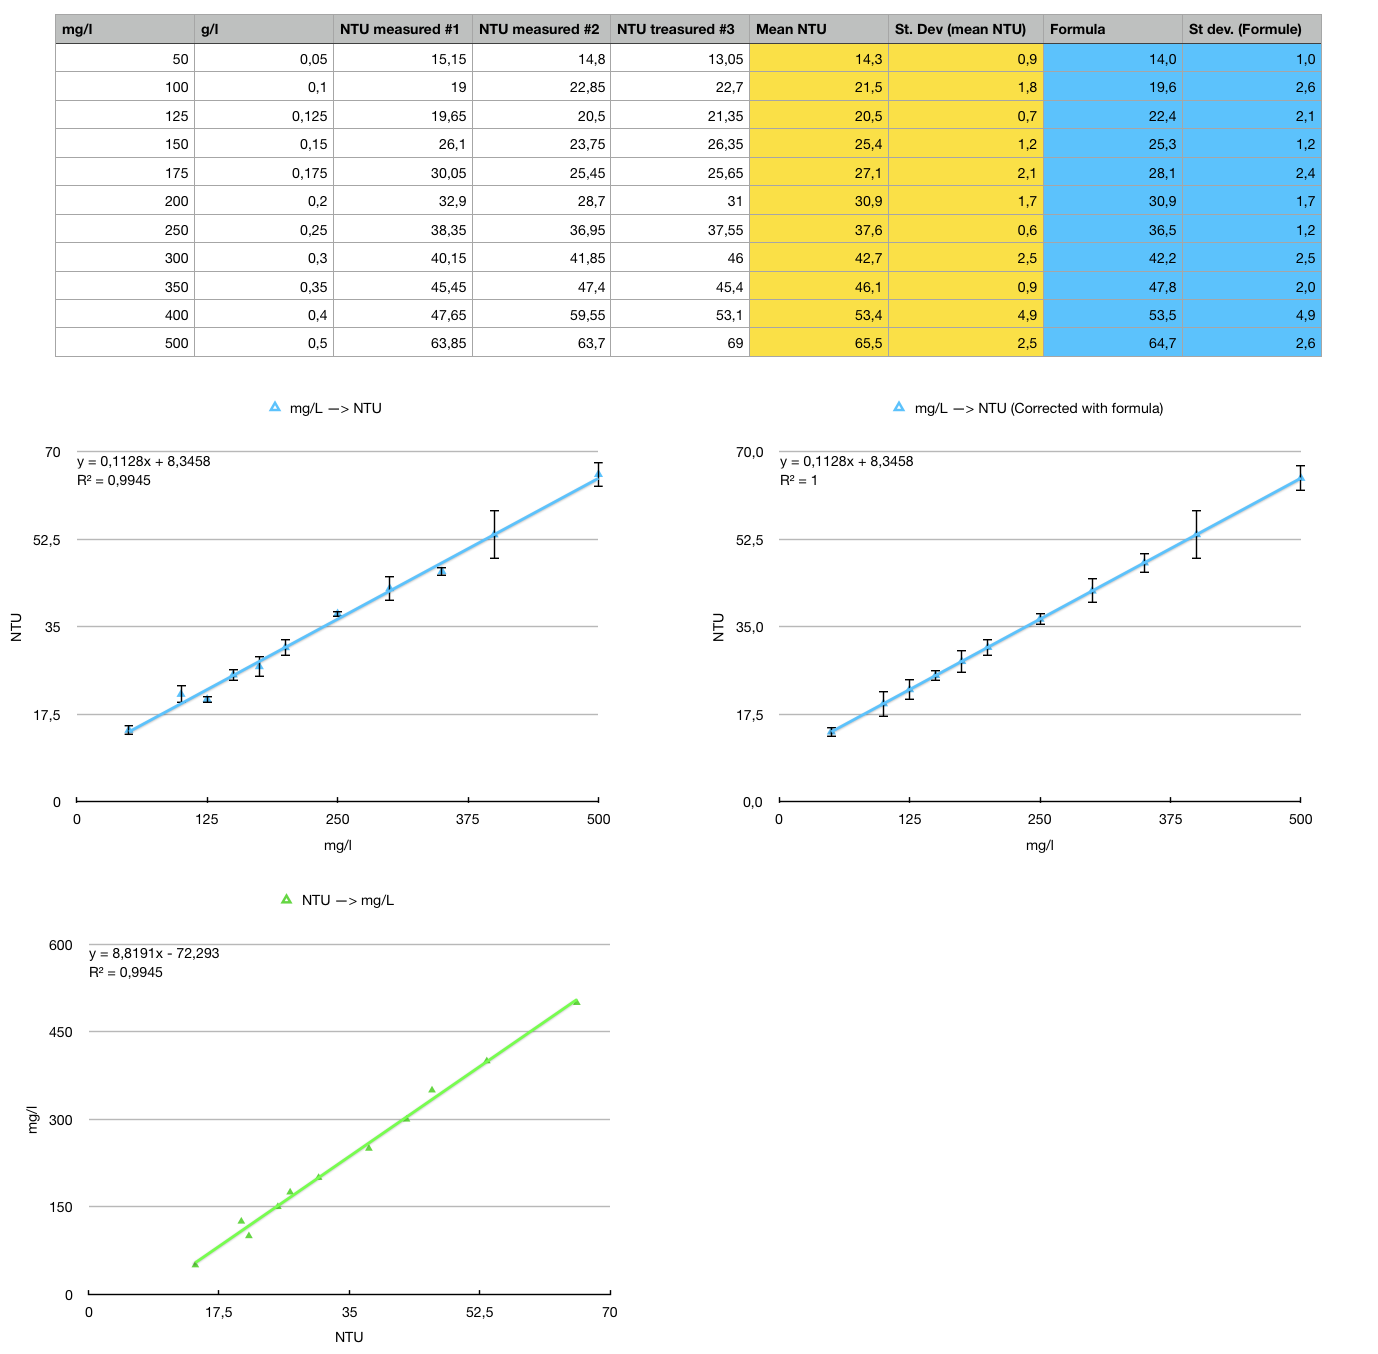 mg/l g/l NTU measured #1 NTU measured #2 NTU treasured #3 Mean NTU St. Dev (mean NTU) Formula St dev. (Formule)
50 0,05 15,15 14,8 13,05 14,3 0,9 14,0 1,0
100 0,1 19 22,85 22,7 21,5 1,8 19,6 2,6
125 0,125 19,65 20,5 21,35 20,5 0,7 22,4 2,1
150 0,15 26,1 23,75 26,35 25,4 1,2 25,3 1,2
175 0,175 30,05 25,45 25,65 27,1 2,1 28,1 2,4
200 0,2 32,9 28,7 31 30,9 1,7 30,9 1,7
250 0,25 38,35 36,95 37,55 37,6 0,6 36,5 1,2
300 0,3 40,15 41,85 46 42,7 2,5 42,2 2,5
350 0,35 45,45 47,4 45,4 46,1 0,9 47,8 2,0
400 0,4 47,65 59,55 53,1 53,4 4,9 53,5 4,9
500 0,5 63,85 63,7 69 65,5 2,5 64,7 2,6
mg/L —> NTU
70
y = 0,1128x + 8,3458
R² = 0,9945
52,5
35
NTU
17,5
0
0 125 250 375 500
mg/l
mg/L —> NTU (Corrected with formula)
70,0
y = 0,1128x + 8,3458
R² = 1
52,5
35,0
NTU
17,5
0,0
0 125 250 375 500
mg/l
NTU —> mg/L
600
y = 8,8191x - 72,293
R² = 0,9945
450
300
mg/l
150
0
0 17,5 35 52,5 70
NTU